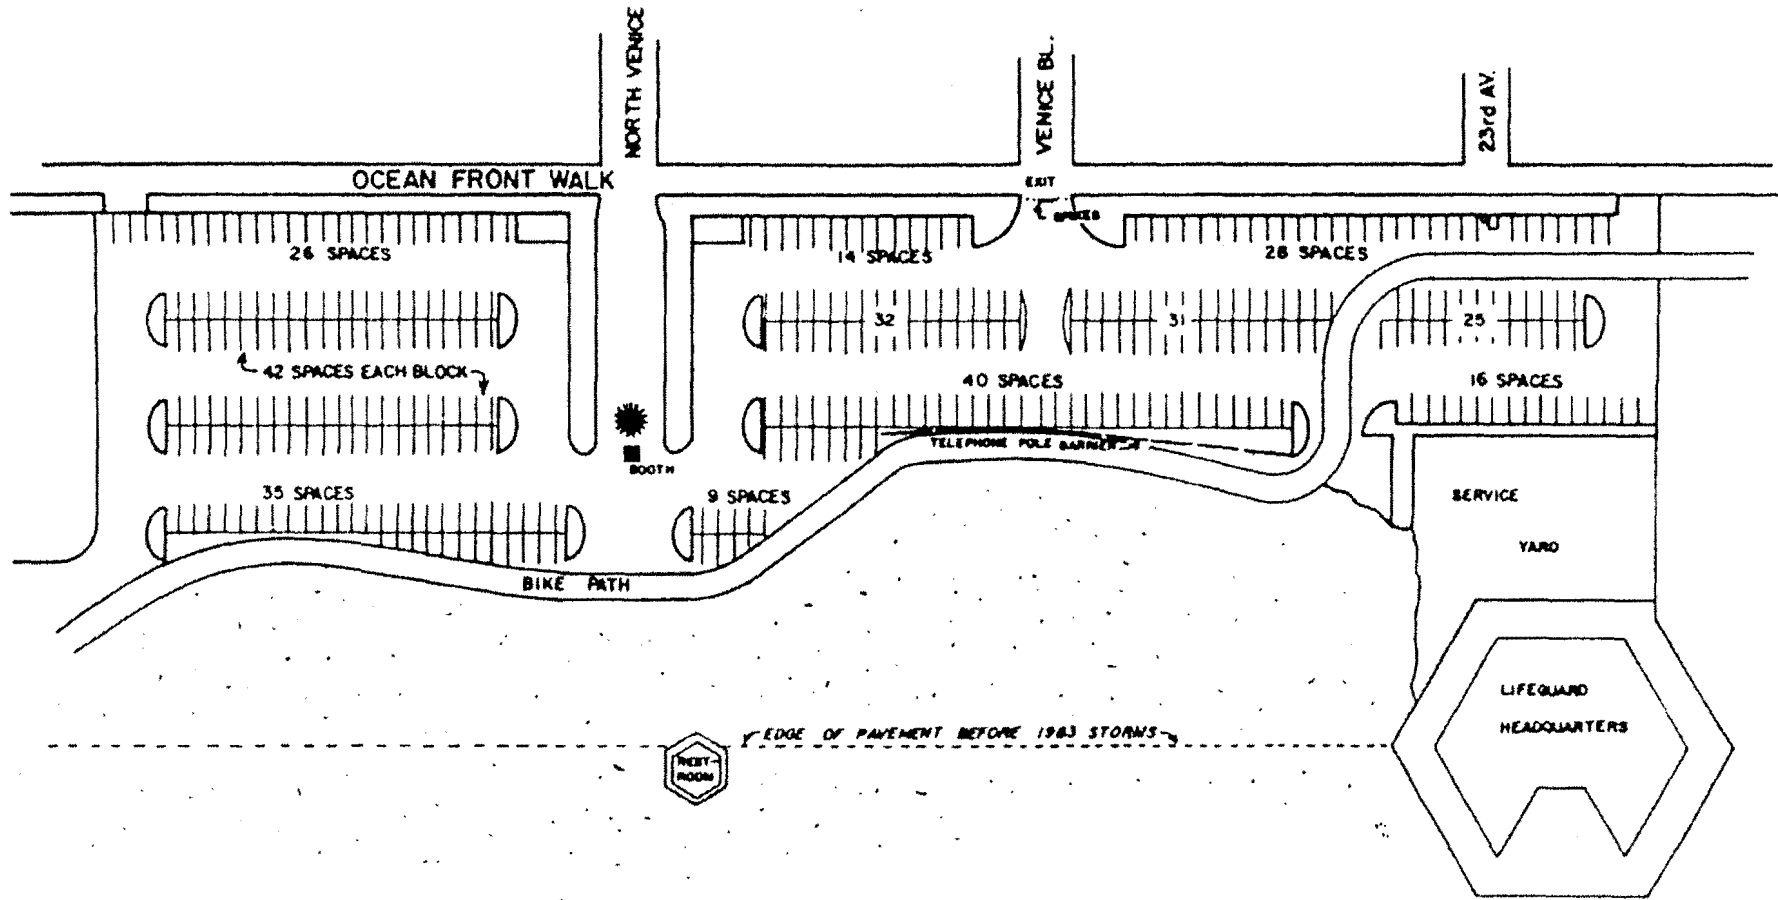 NORTH VENICE
VENICE BL.
23rd AV.
OCEAN FRONT WALK
EXIT
SPIKES
26 SPACES
14 SPACES
28 SPACES
32
31
25
42 SPACES EACH BLOCK
40 SPACES
16 SPACES
TELEPHONE POLE BARRIER
BOOTH
35 SPACES
9 SPACES
SERVICE
YARD
BIKE PATH
LIFEGUARD
HEADQUARTERS
EDGE OF PAVEMENT BEFORE 1983 STORMS
REST-
ROOM